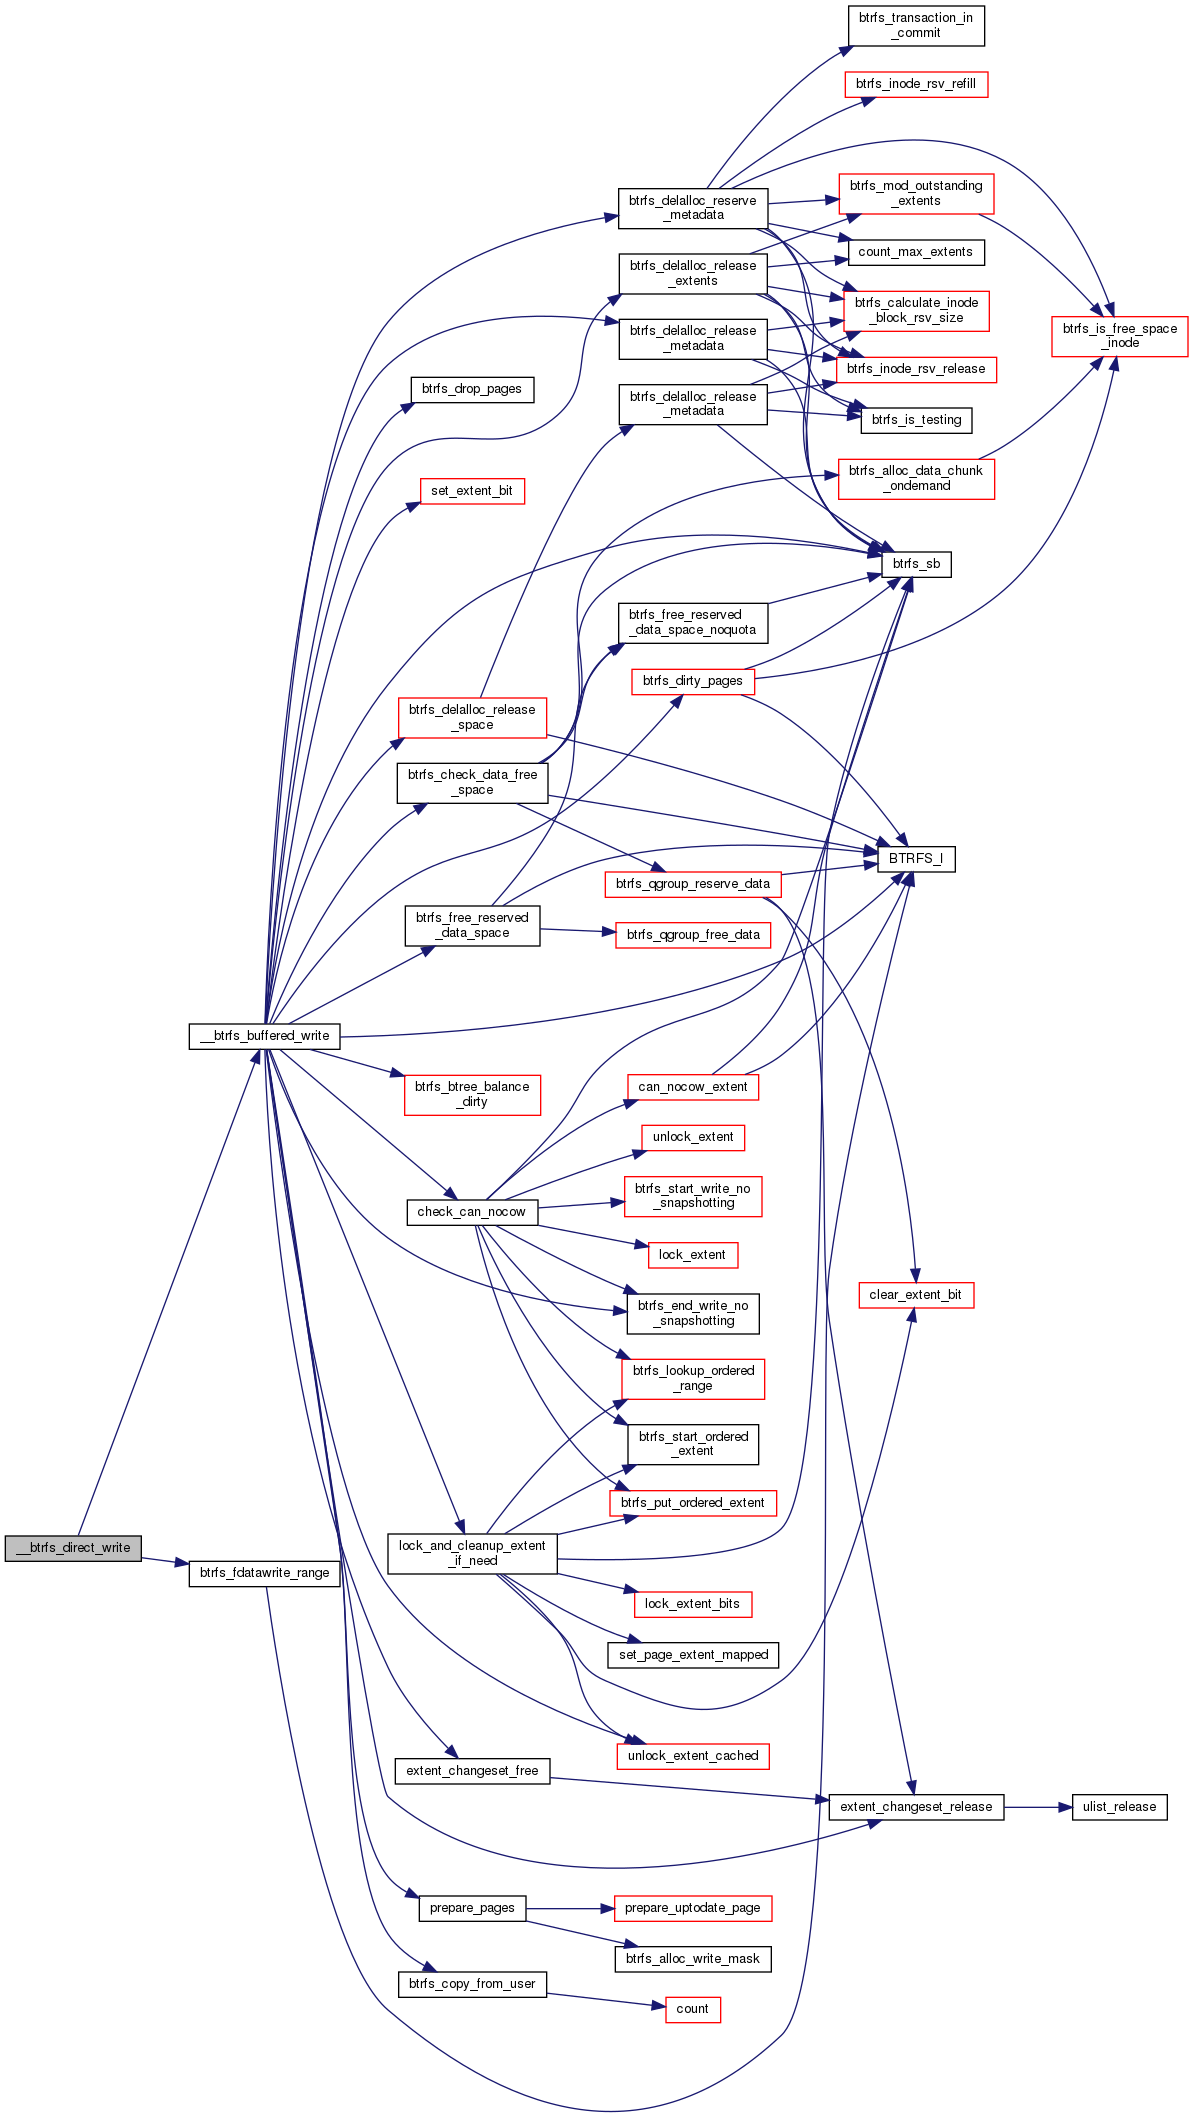 btrfs_transaction_in
_commit
btrfs_inode_rsv_refill
btrfs_delalloc_reserve
_metadata
btrfs_mod_outstanding
_extents
count_max_extents
btrfs_delalloc_release
_extents
btrfs_calculate_inode
_block_rsv_size
btrfs_is_free_space
_inode
btrfs_delalloc_release
_metadata
btrfs_inode_rsv_release
btrfs_drop_pages
btrfs_delalloc_release
_metadata
btrfs_is_testing
btrfs_alloc_data_chunk
_ondemand
set_extent_bit
btrfs_sb
btrfs_free_reserved
_data_space_noquota
btrfs_dirty_pages
btrfs_delalloc_release
_space
btrfs_check_data_free
_space
BTRFS_I
btrfs_qgroup_reserve_data
btrfs_free_reserved
_data_space
btrfs_qgroup_free_data
__btrfs_buffered_write
btrfs_btree_balance
_dirty
can_nocow_extent
unlock_extent
btrfs_start_write_no
_snapshotting
check_can_nocow
lock_extent
clear_extent_bit
btrfs_end_write_no
_snapshotting
btrfs_lookup_ordered
_range
btrfs_start_ordered
_extent
btrfs_put_ordered_extent
__btrfs_direct_write
lock_and_cleanup_extent
_if_need
btrfs_fdatawrite_range
lock_extent_bits
set_page_extent_mapped
unlock_extent_cached
extent_changeset_free
extent_changeset_release
ulist_release
prepare_pages
prepare_uptodate_page
btrfs_alloc_write_mask
btrfs_copy_from_user
count